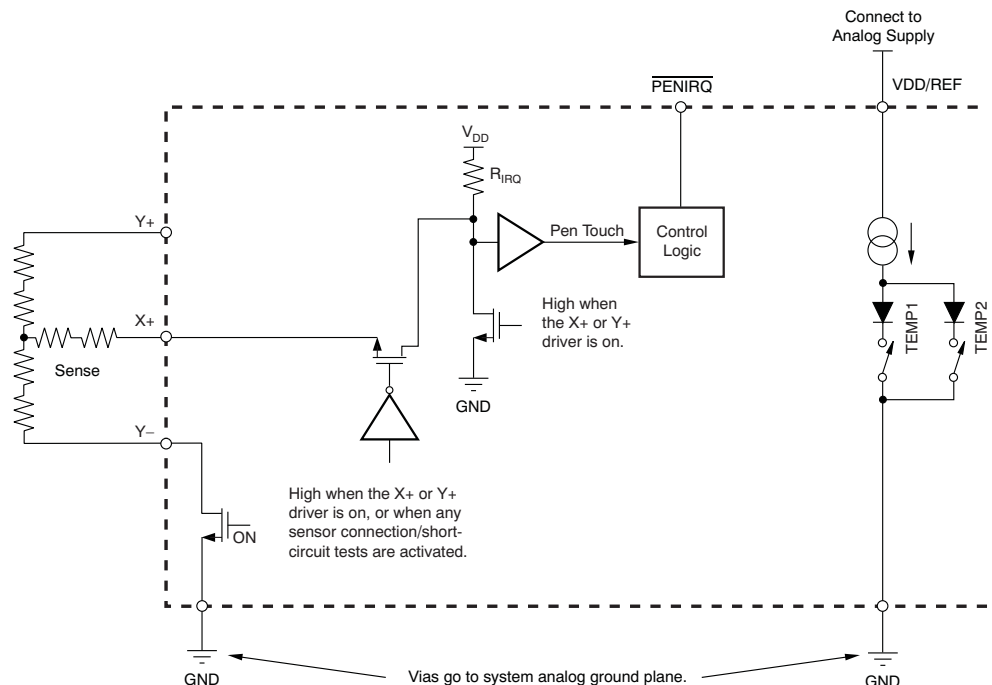 Connect to
Analog Supply
PENIRQ
VDD/REF
VDD
RIRQ
Y+
Pen Touch
Control
Logic
High when
the X+ or Y+
driver is on.
TEMP1
TEMP2
X+
Sense
GND
Y–
High when the X+ or Y+
driver is on, or when any
sensor connection/short-
circuit tests are activated.
ON
GND
Vias go to system analog ground plane.
GND